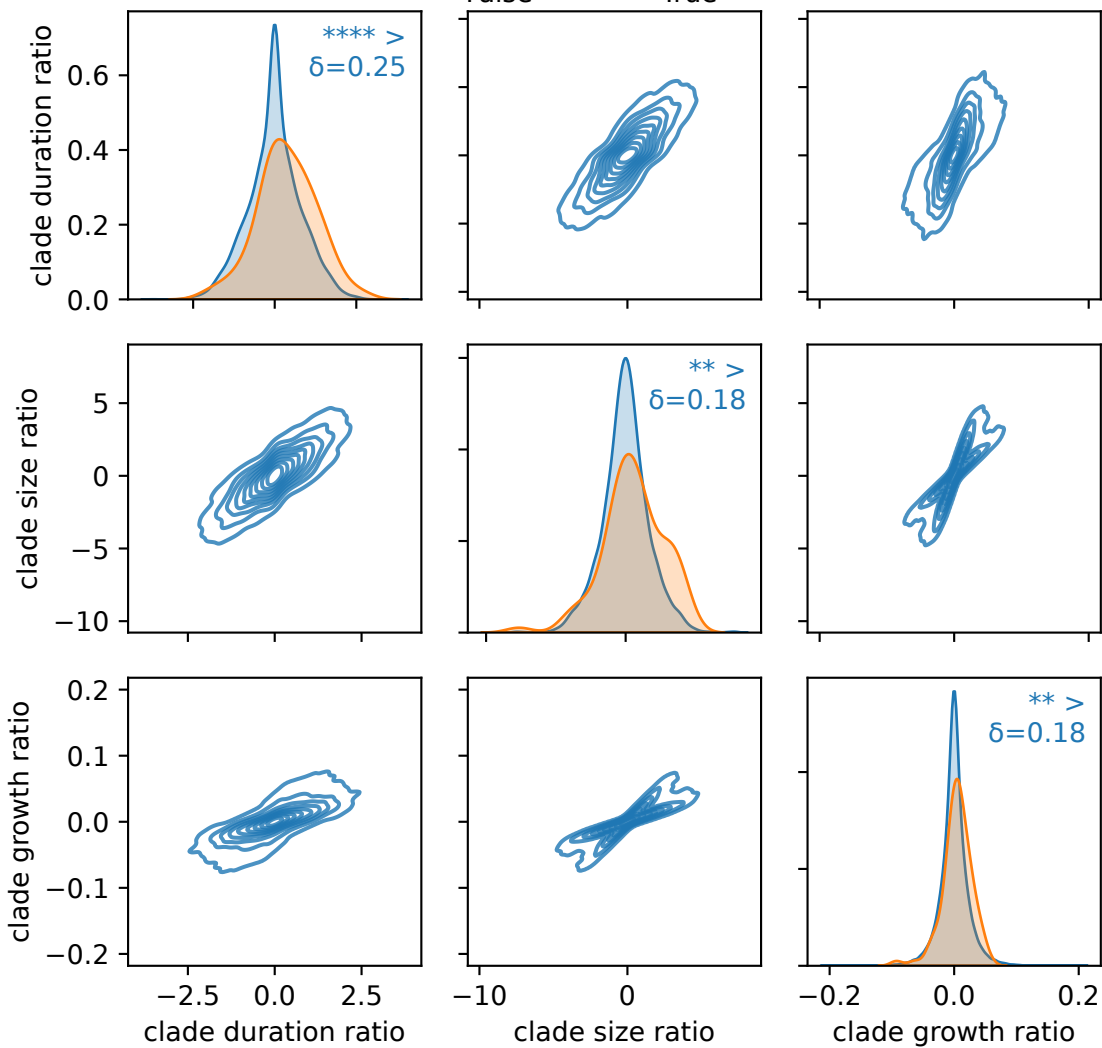 False True
clade duration ratio
0.6
0.4
0.2
0.0
**** >
δ=0.25
clade size ratio
5
0
−5
−10
** >
δ=0.18
clade growth ratio
0.2
0.1
0.0
−0.1
−0.2
** >
δ=0.18
−2.5 0.0 2.5
−10 0
−0.2 0.0 0.2
clade duration ratio
clade size ratio
clade growth ratio